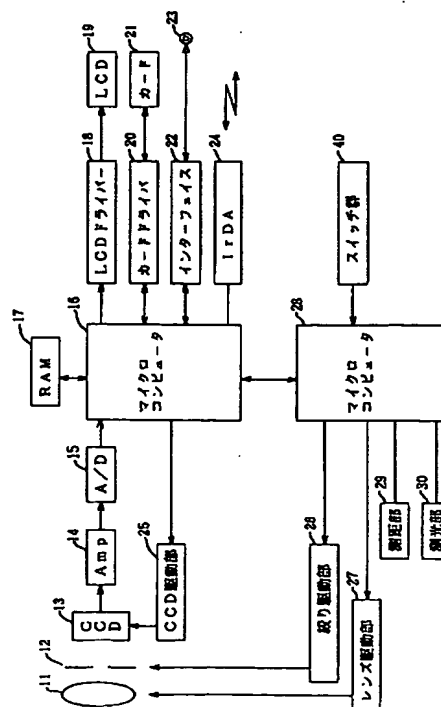 11
12
13
CCD
14
Amp
15
A/D
17
RAM
16
マイクロ
コンピュータ
18
LCDドライバー
19
LCD
20
カードドライバ
21
カード
22
インターフェイス
23
24
IrDA
25
CCD駆動部
26
絞り駆動部
27
レンズ駆動部
28
マイクロ
コンピュータ
29
測距部
30
測光部
40
スイッチ群